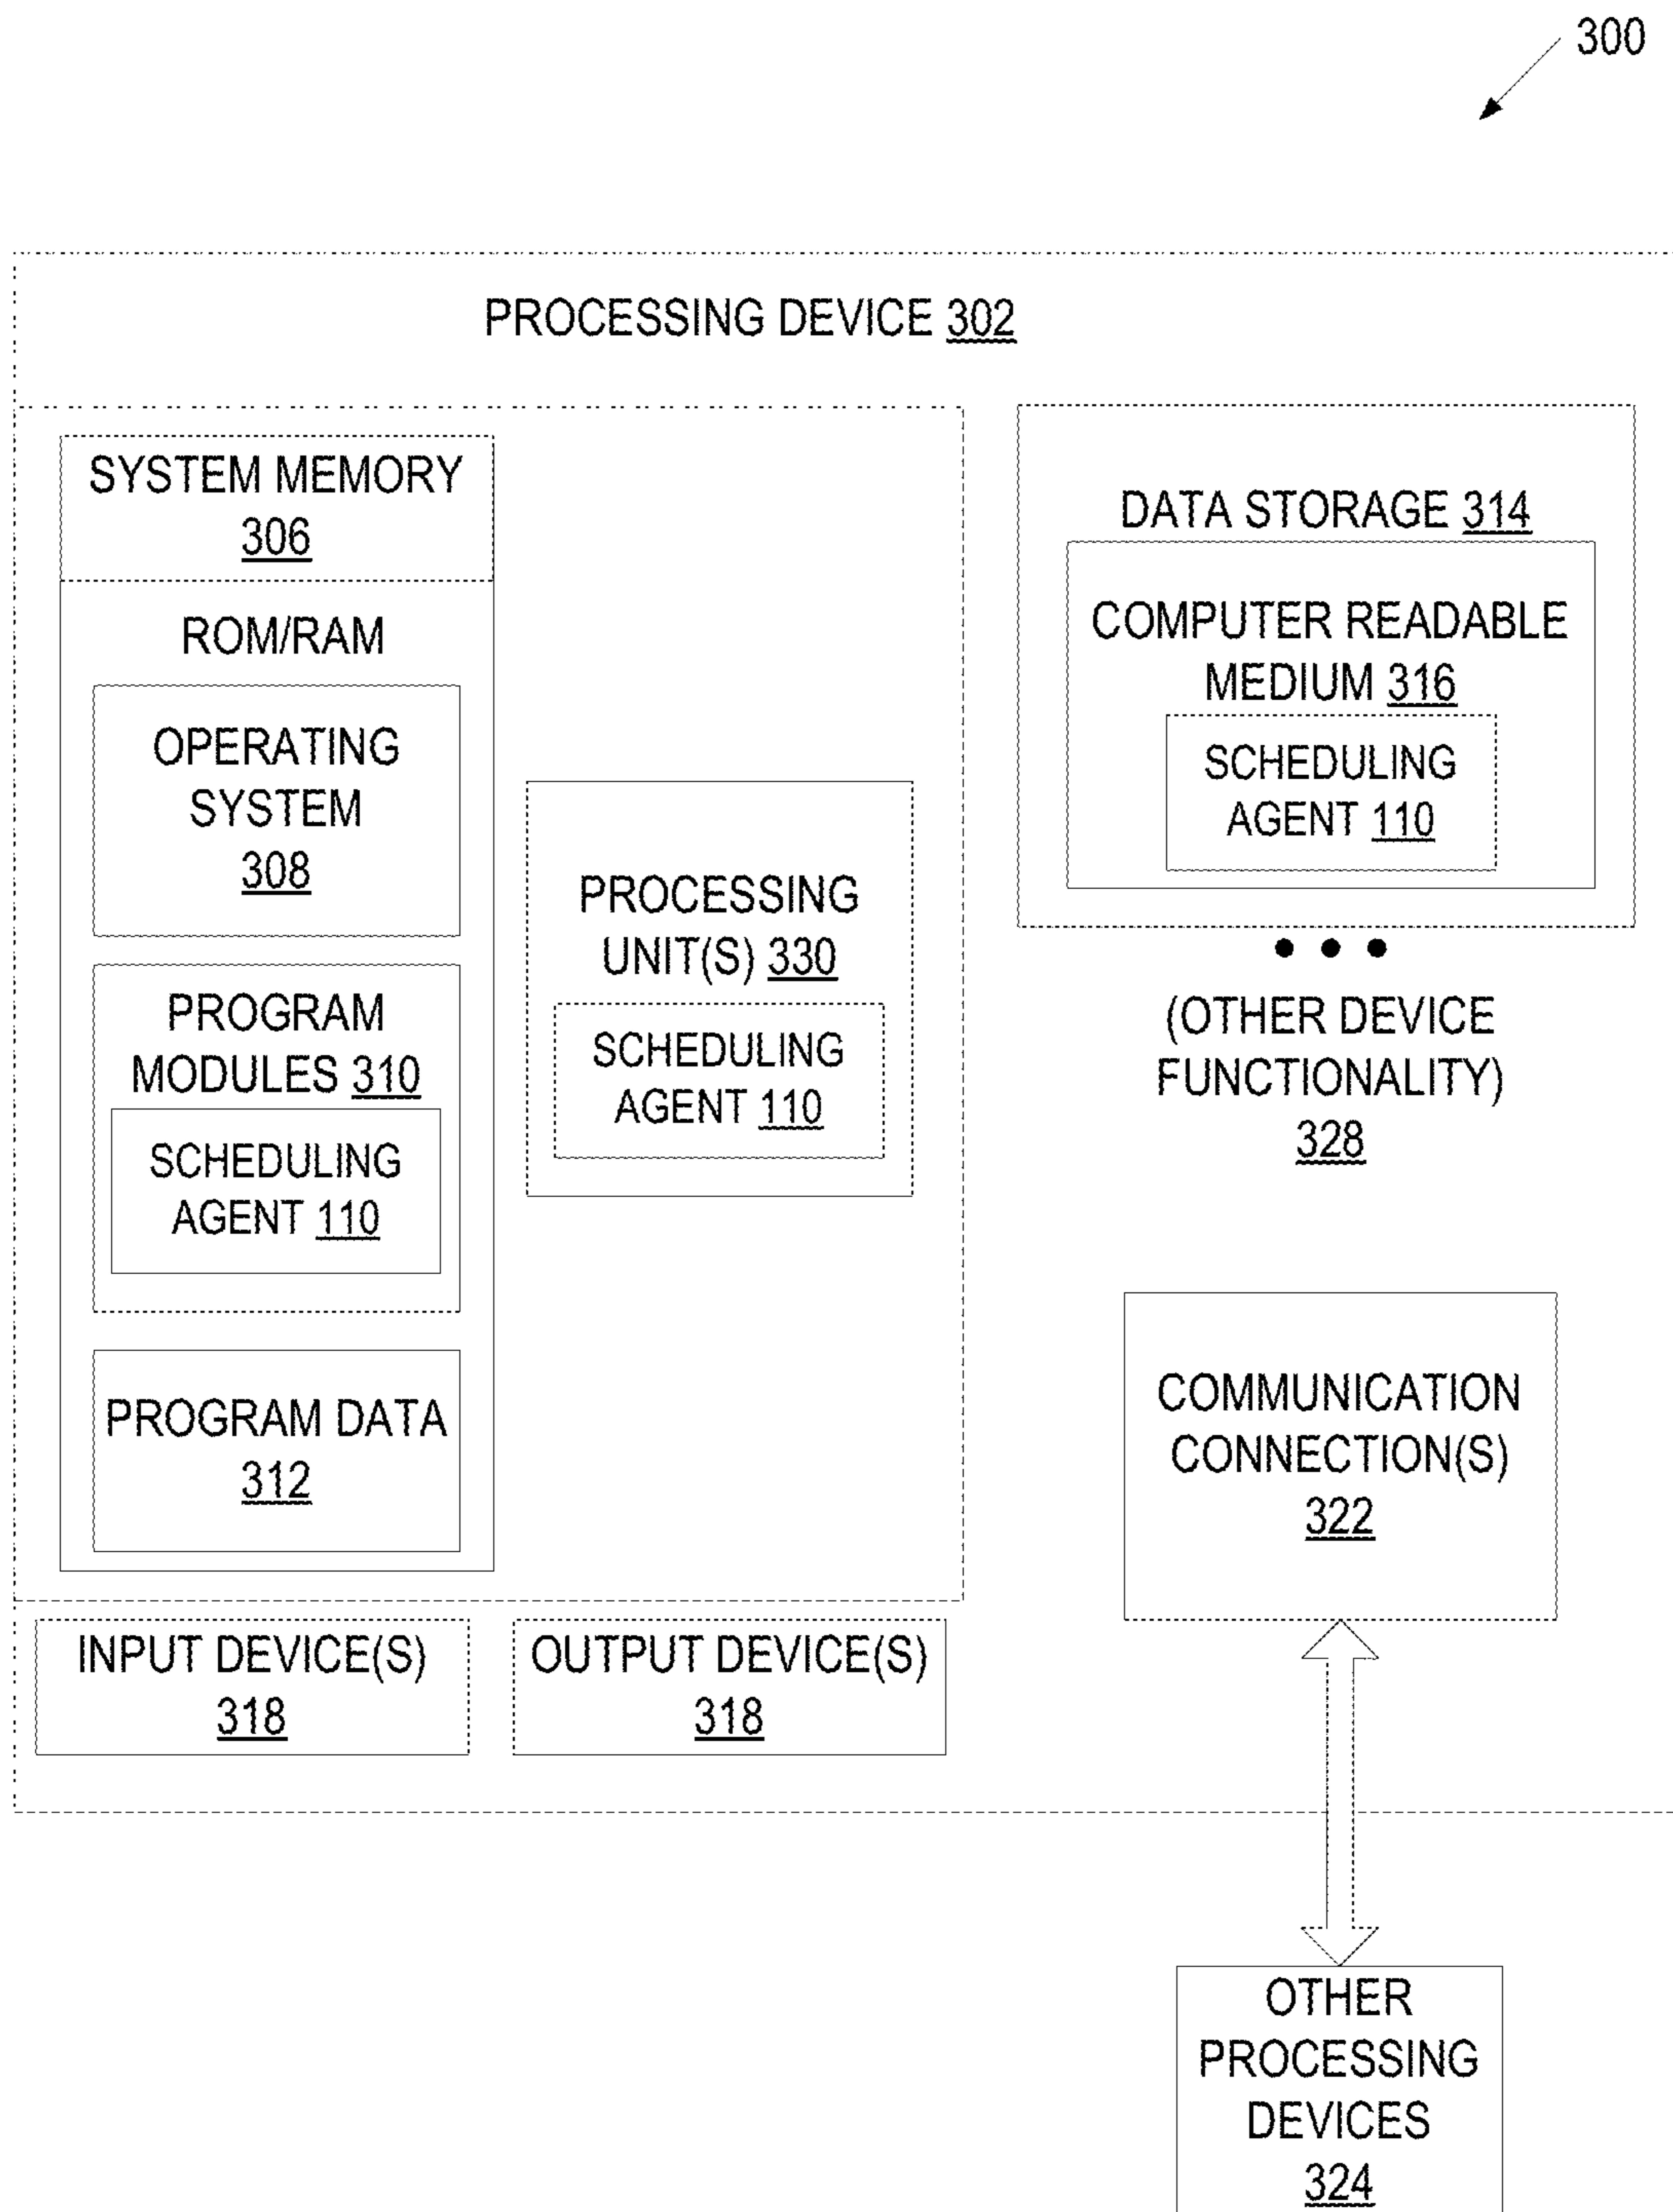 300
PROCESSING DEVICE 302
SYSTEM MEMORY
306
ROM/RAM
OPERATING
SYSTEM
308
PROGRAM
MODULES 310
SCHEDULING
AGENT 110
PROGRAM DATA
312
PROCESSING
UNIT(S) 330
SCHEDULING
AGENT 110
DATA STORAGE 314
COMPUTER READABLE
MEDIUM 316
SCHEDULING
AGENT 110
(OTHER DEVICE
FUNCTIONALITY)
328
COMMUNICATION
CONNECTION(S)
322
INPUT DEVICE(S)
318
OUTPUT DEVICE(S)
318
OTHER
PROCESSING
DEVICES
324